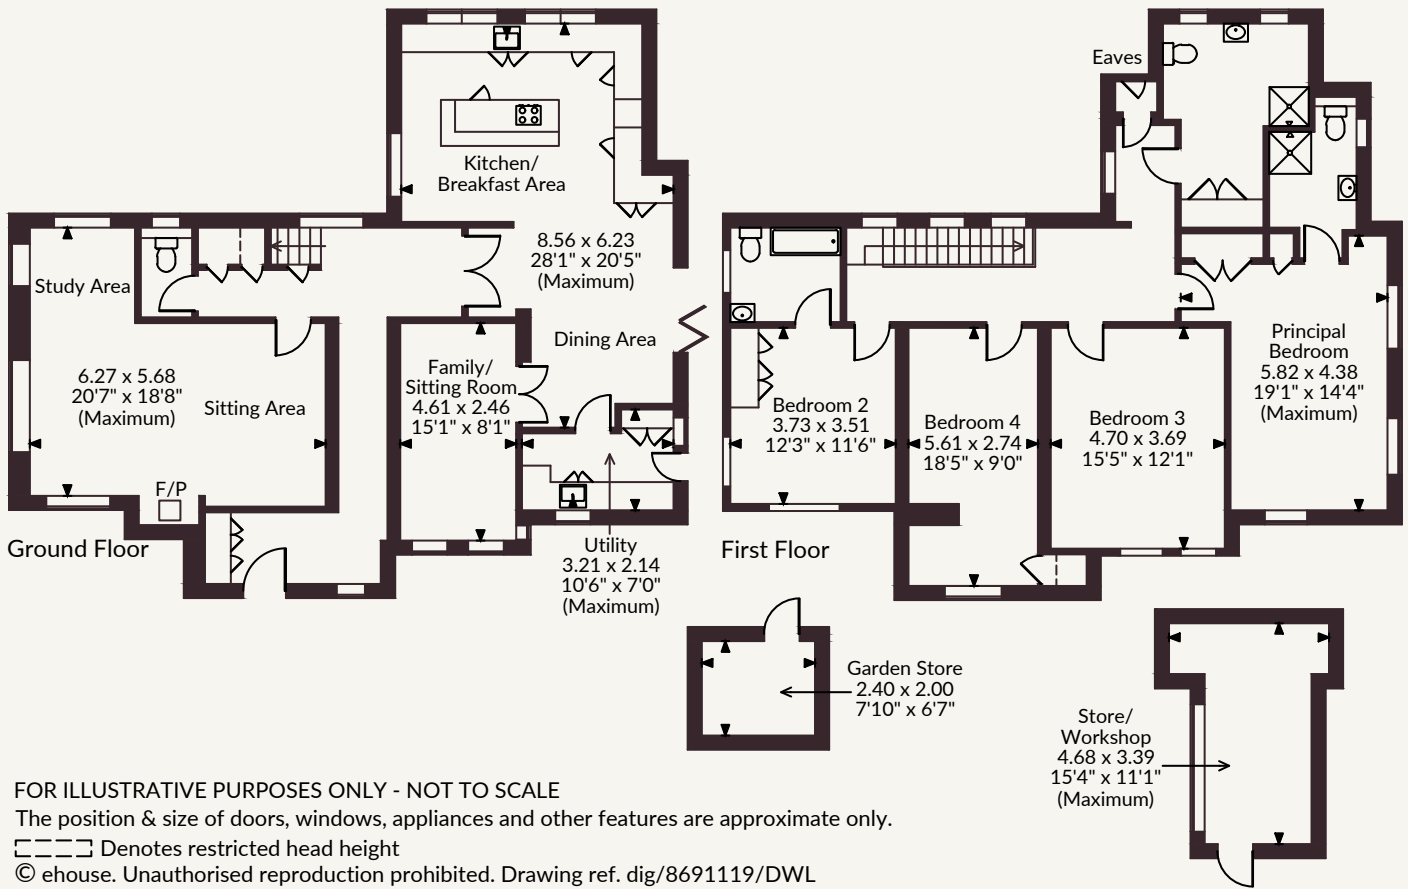 Eaves
Kitchen/
Breakfast Area
8.56 x 6.23
28'1" x 20'5"
(Maximum)
Study Area
Dining Area
Principal
Bedroom
5.82 x 4.38
19'1" x 14'4"
(Maximum)
6.27 x 5.68
20'7" x 18'8"
(Maximum)
Sitting Area
Family/
Sitting Room
4.61 x 2.46
15'1" x 8'1"
Bedroom 2
3.73 x 3.51
12'3" x 11'6"
Bedroom 4
5.61 x 2.74
18'5" x 9'0"
Bedroom 3
4.70 x 3.69
15'5" x 12'1"
F/P
Ground Floor
Utility
3.21 x 2.14
10'6" x 7'0"
(Maximum)
First Floor
Garden Store
2.40 x 2.00
7'10" x 6'7"
Store/
Workshop
4.68 x 3.39
15'4" x 11'1"
(Maximum)
FOR ILLUSTRATIVE PURPOSES ONLY - NOT TO SCALE
The position & size of doors, windows, appliances and other features are approximate only.
Denotes restricted head height
© ehouse. Unauthorised reproduction prohibited. Drawing ref. dig/8691119/DWL